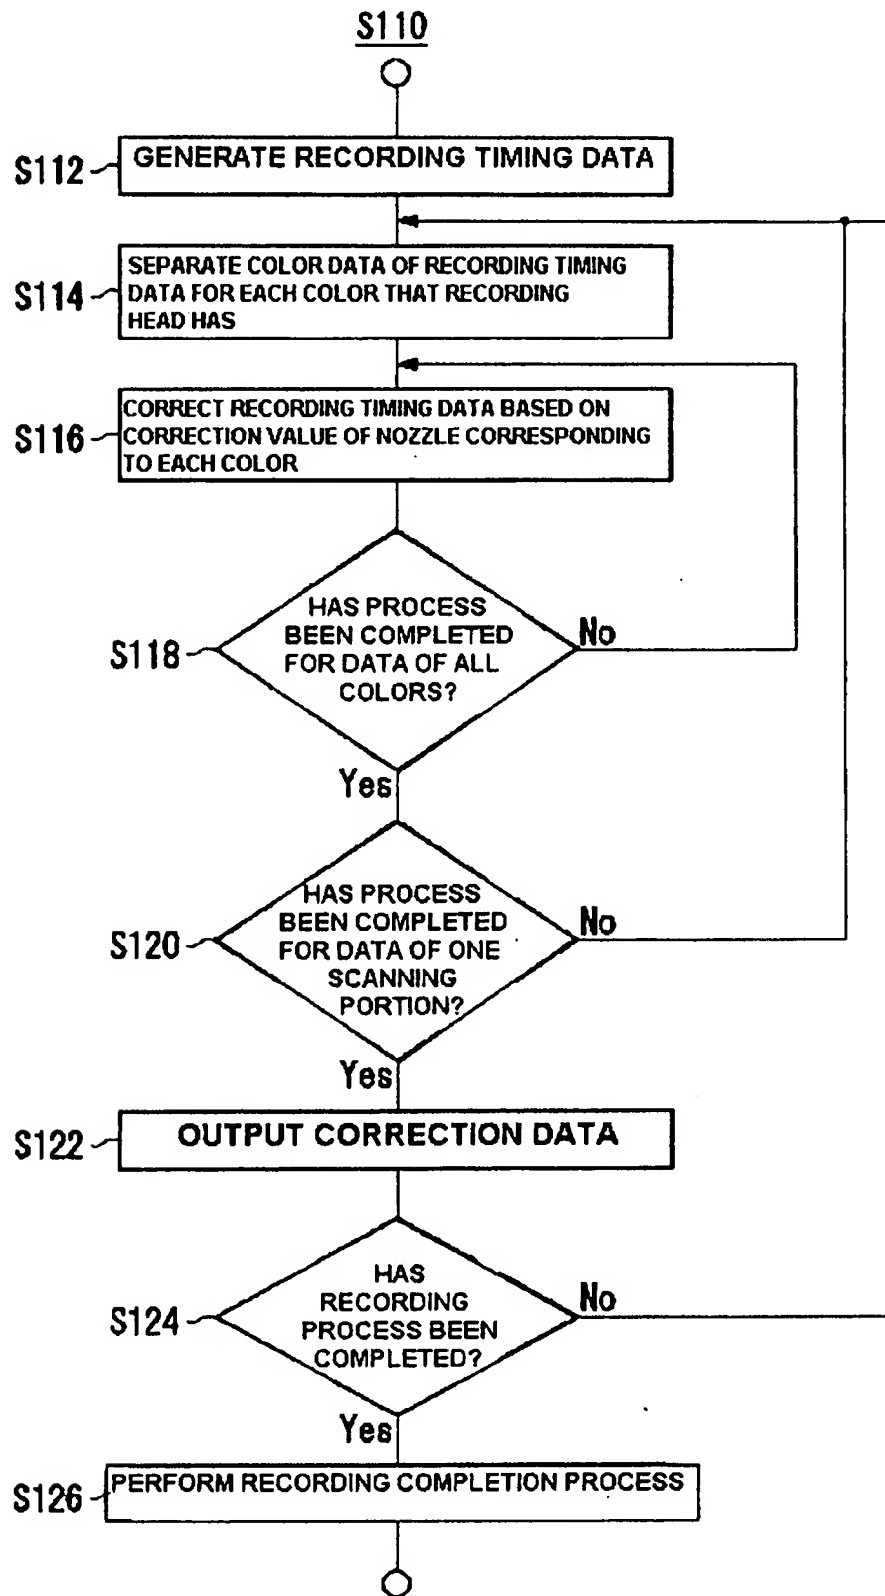 S110
S112
GENERATE RECORDING TIMING DATA
S114
SEPARATE COLOR DATA OF RECORDING TIMING
DATA FOR EACH COLOR THAT RECORDING
HEAD HAS
S116
CORRECT RECORDING TIMING DATA BASED ON
CORRECTION VALUE OF NOZZLE CORRESPONDING
TO EACH COLOR
S118
HAS PROCESS
BEEN COMPLETED
FOR DATA OF ALL
COLORS?
No
Yes
S120
HAS PROCESS
BEEN COMPLETED
FOR DATA OF ONE
SCANNING
PORTION?
No
Yes
S122
OUTPUT CORRECTION DATA
S124
HAS
RECORDING
PROCESS BEEN
COMPLETED?
No
Yes
S126
PERFORM RECORDING COMPLETION PROCESS